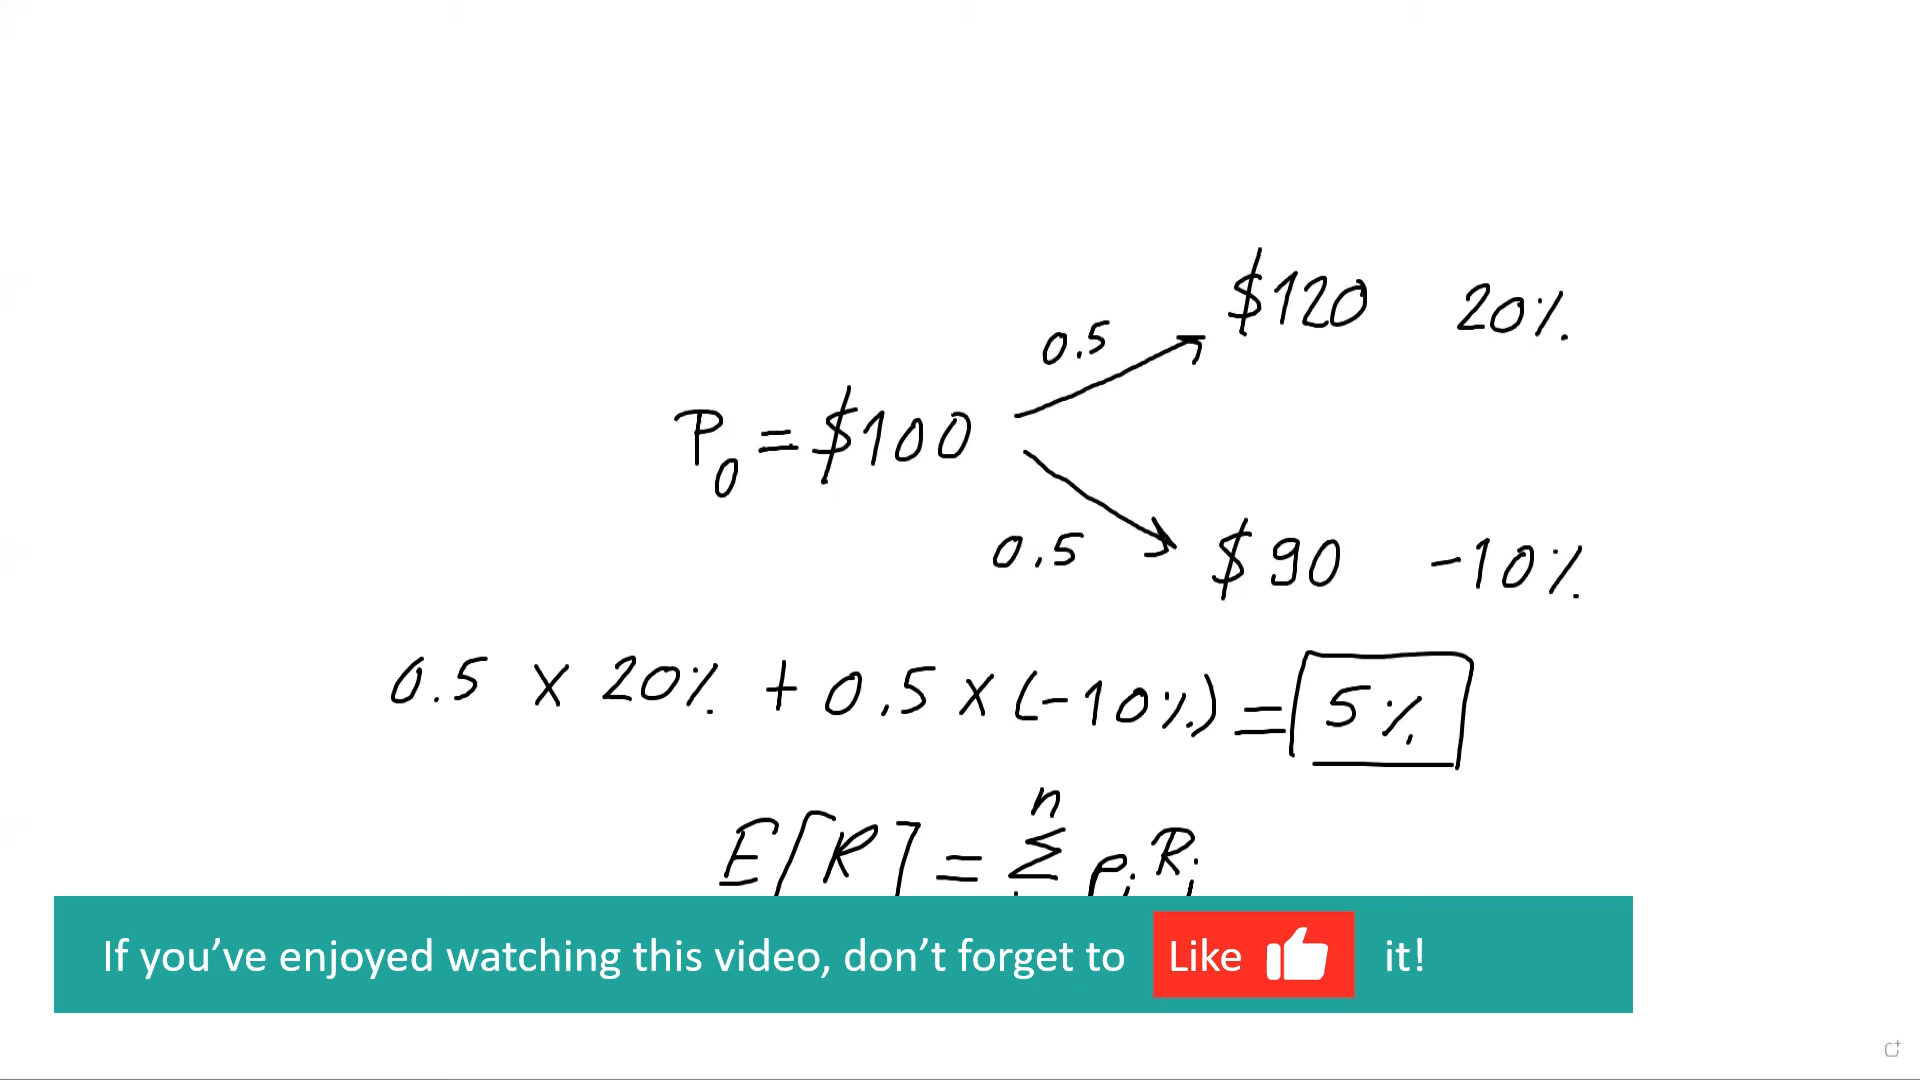 $120 20%
0.5
P₀ = $100
0.5
$90 -10%
0.5 x 20% + 0.5 x (-10%) = 5%
n
E[R] = Σ pᵢ Rᵢ
If you’ve enjoyed watching this video, don’t forget to Like it!